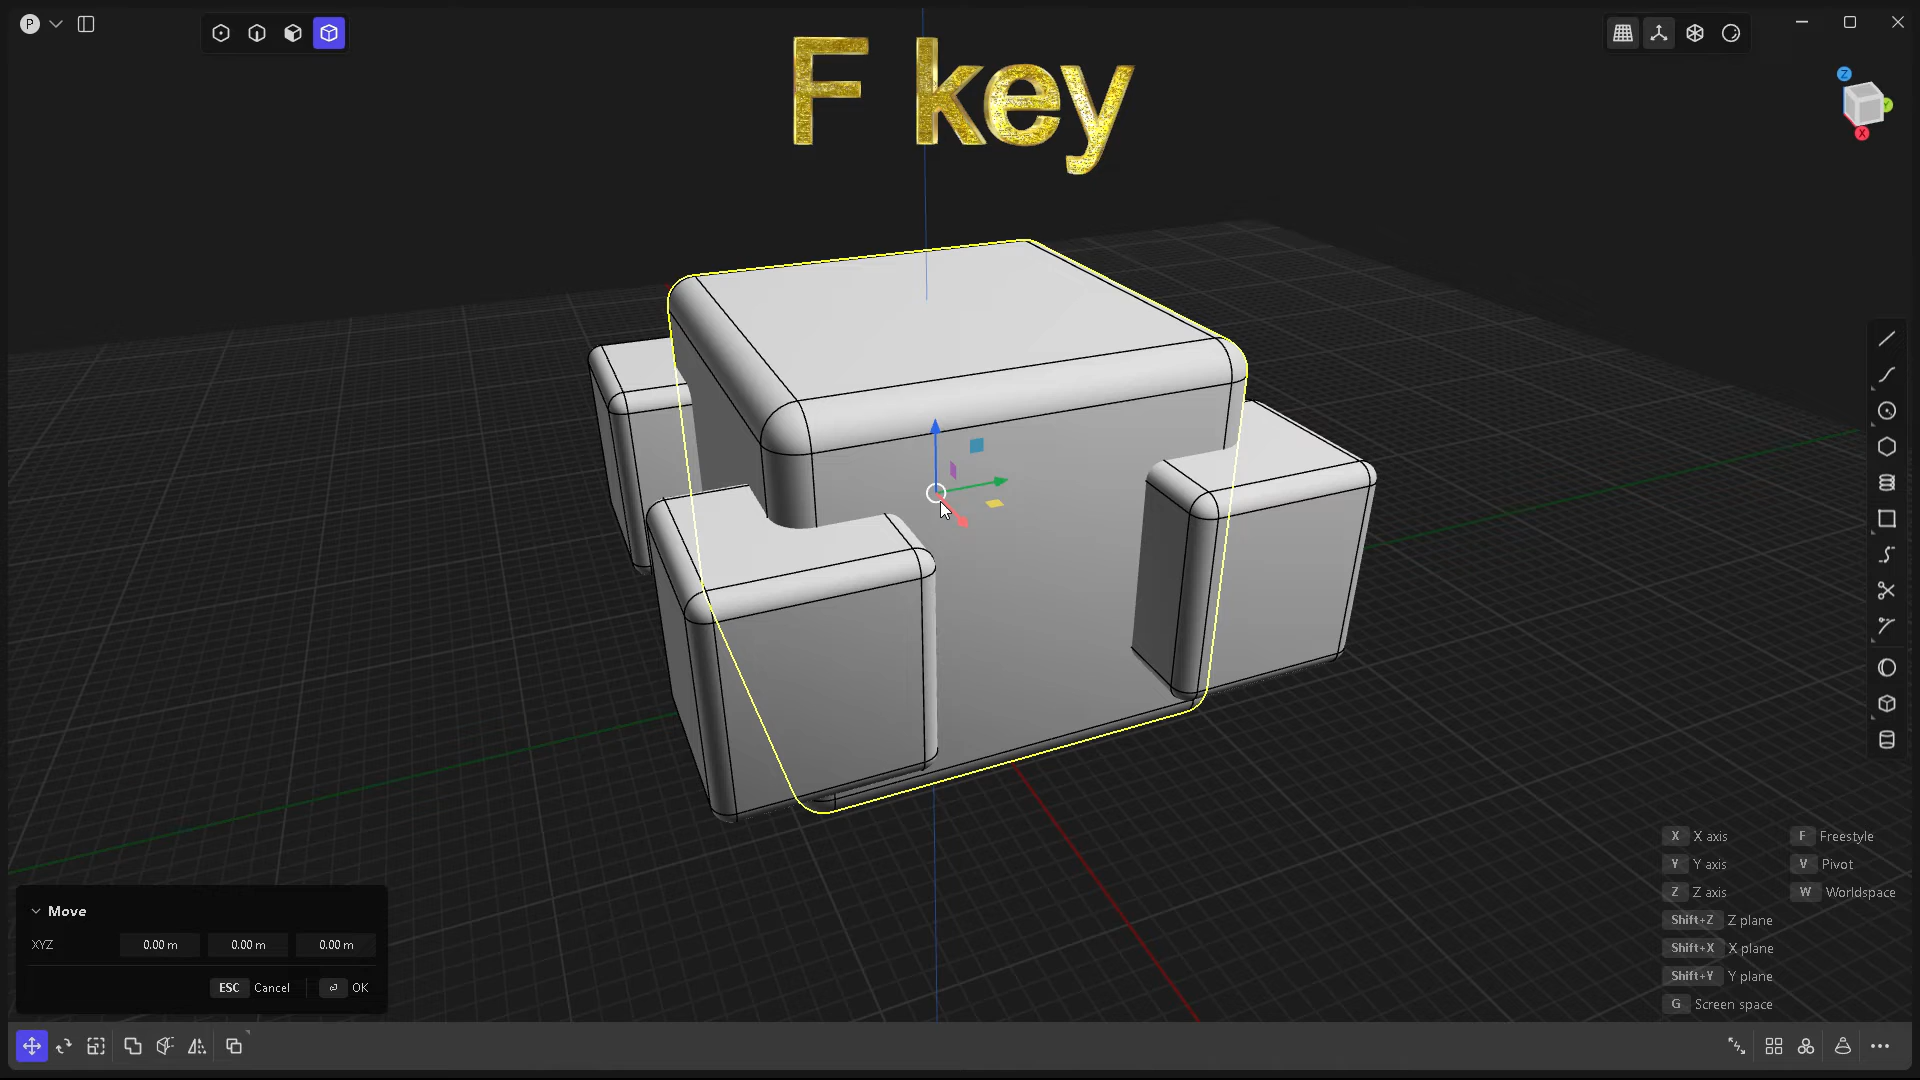 P
F key
Z
Y
X
X X axis F Freestyle
Y Y axis V Pivot
Z Z axis W Worldspace
Shift+Z Z plane
Shift+X X plane
Shift+Y Y plane
G Screen space
Move
XYZ 0.00 m 0.00 m 0.00 m
ESC Cancel OK